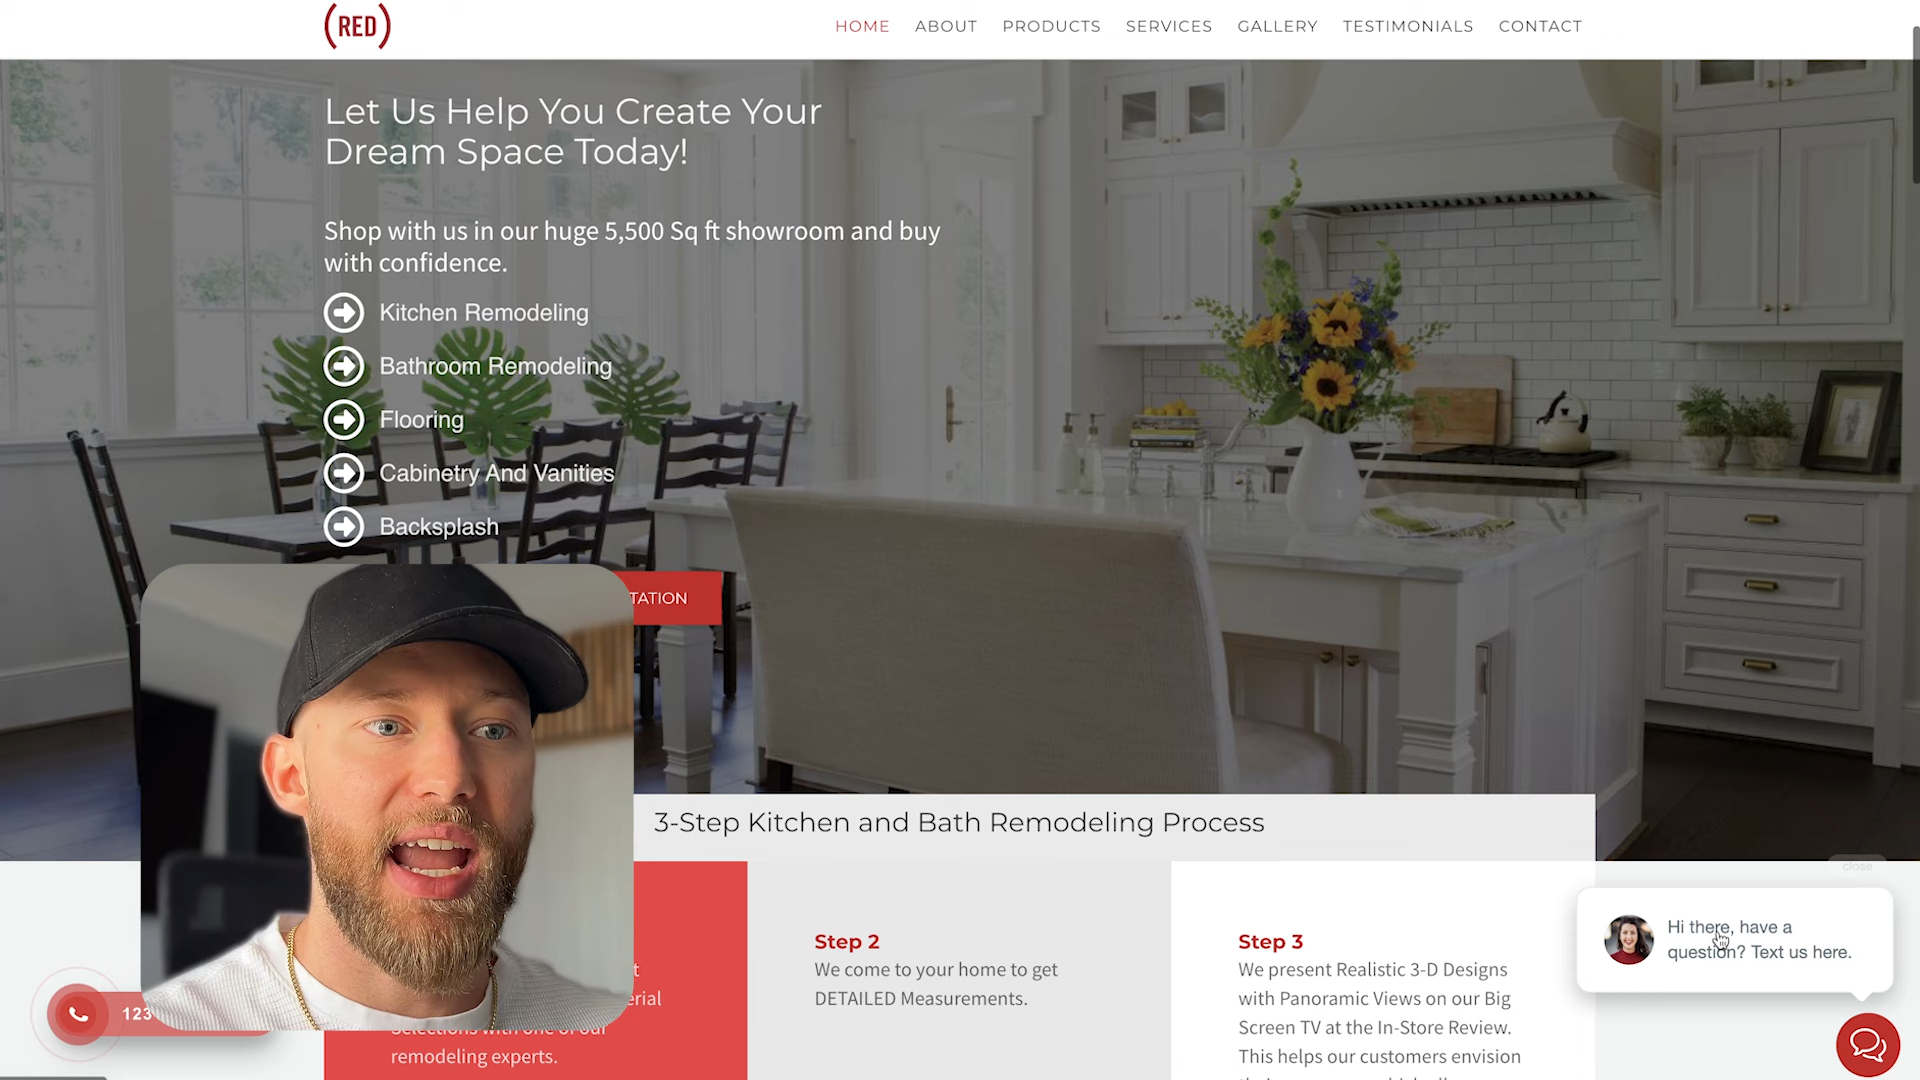 (RED)
HOME ABOUT PRODUCTS SERVICES GALLERY TESTIMONIALS CONTACT
Let Us Help You Create Your
Dream Space Today!
Shop with us in our huge 5,500 Sq ft showroom and buy
with confidence.
Kitchen Remodeling
Bathroom Remodeling
Flooring
Cabinetry And Vanities
Backsplash
TATION
3-Step Kitchen and Bath Remodeling Process
remodeling experts.
Step 2
We come to your home to get
DETAILED Measurements.
Step 3
We present Realistic 3-D Designs
with Panoramic Views on our Big
Screen TV at the In-Store Review.
This helps our customers envision
close
Hi there, have a
question? Text us here.
123